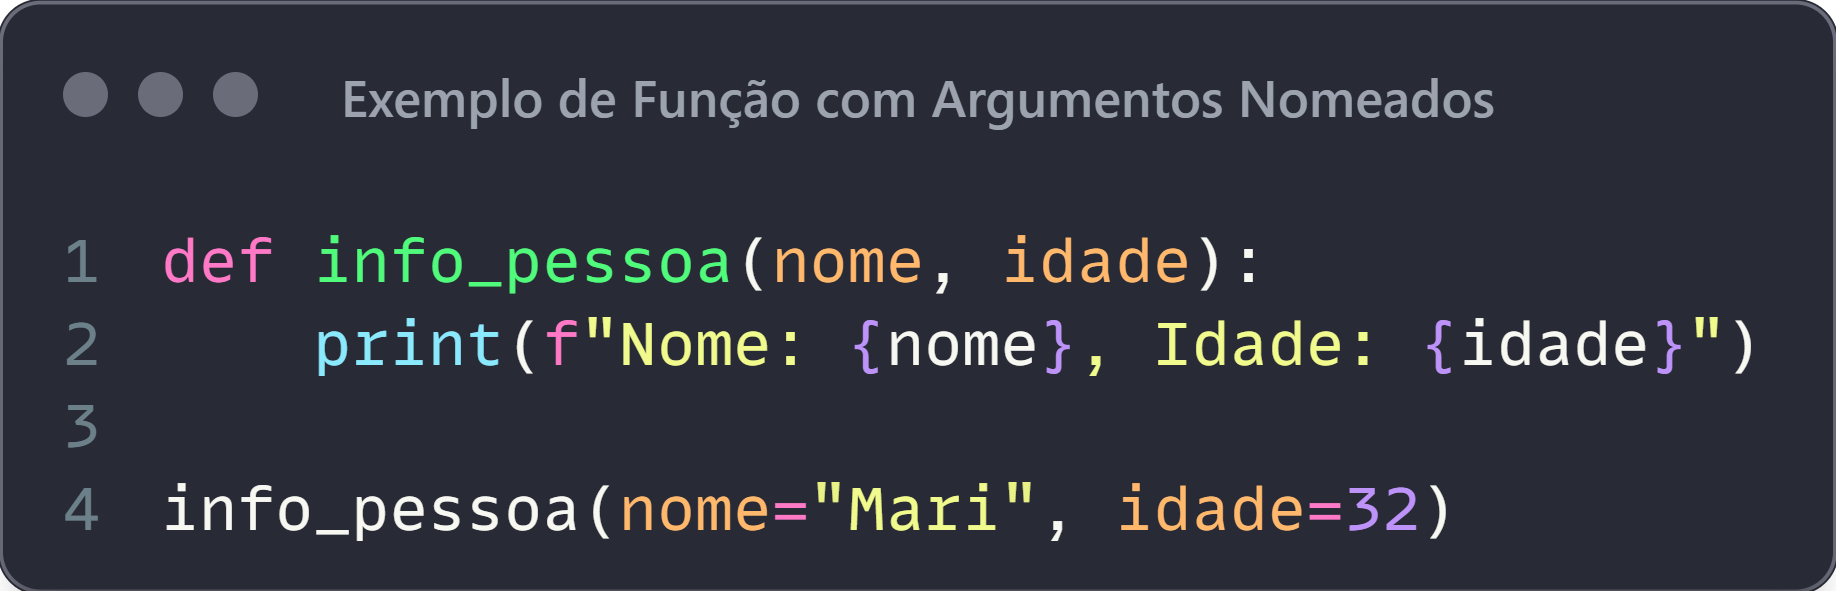 Exemplo de Função com Argumentos Nomeados
1 def info_pessoa(nome, idade):
2     print(f"Nome: {nome}, Idade: {idade}")
3
4 info_pessoa(nome="Mari", idade=32)